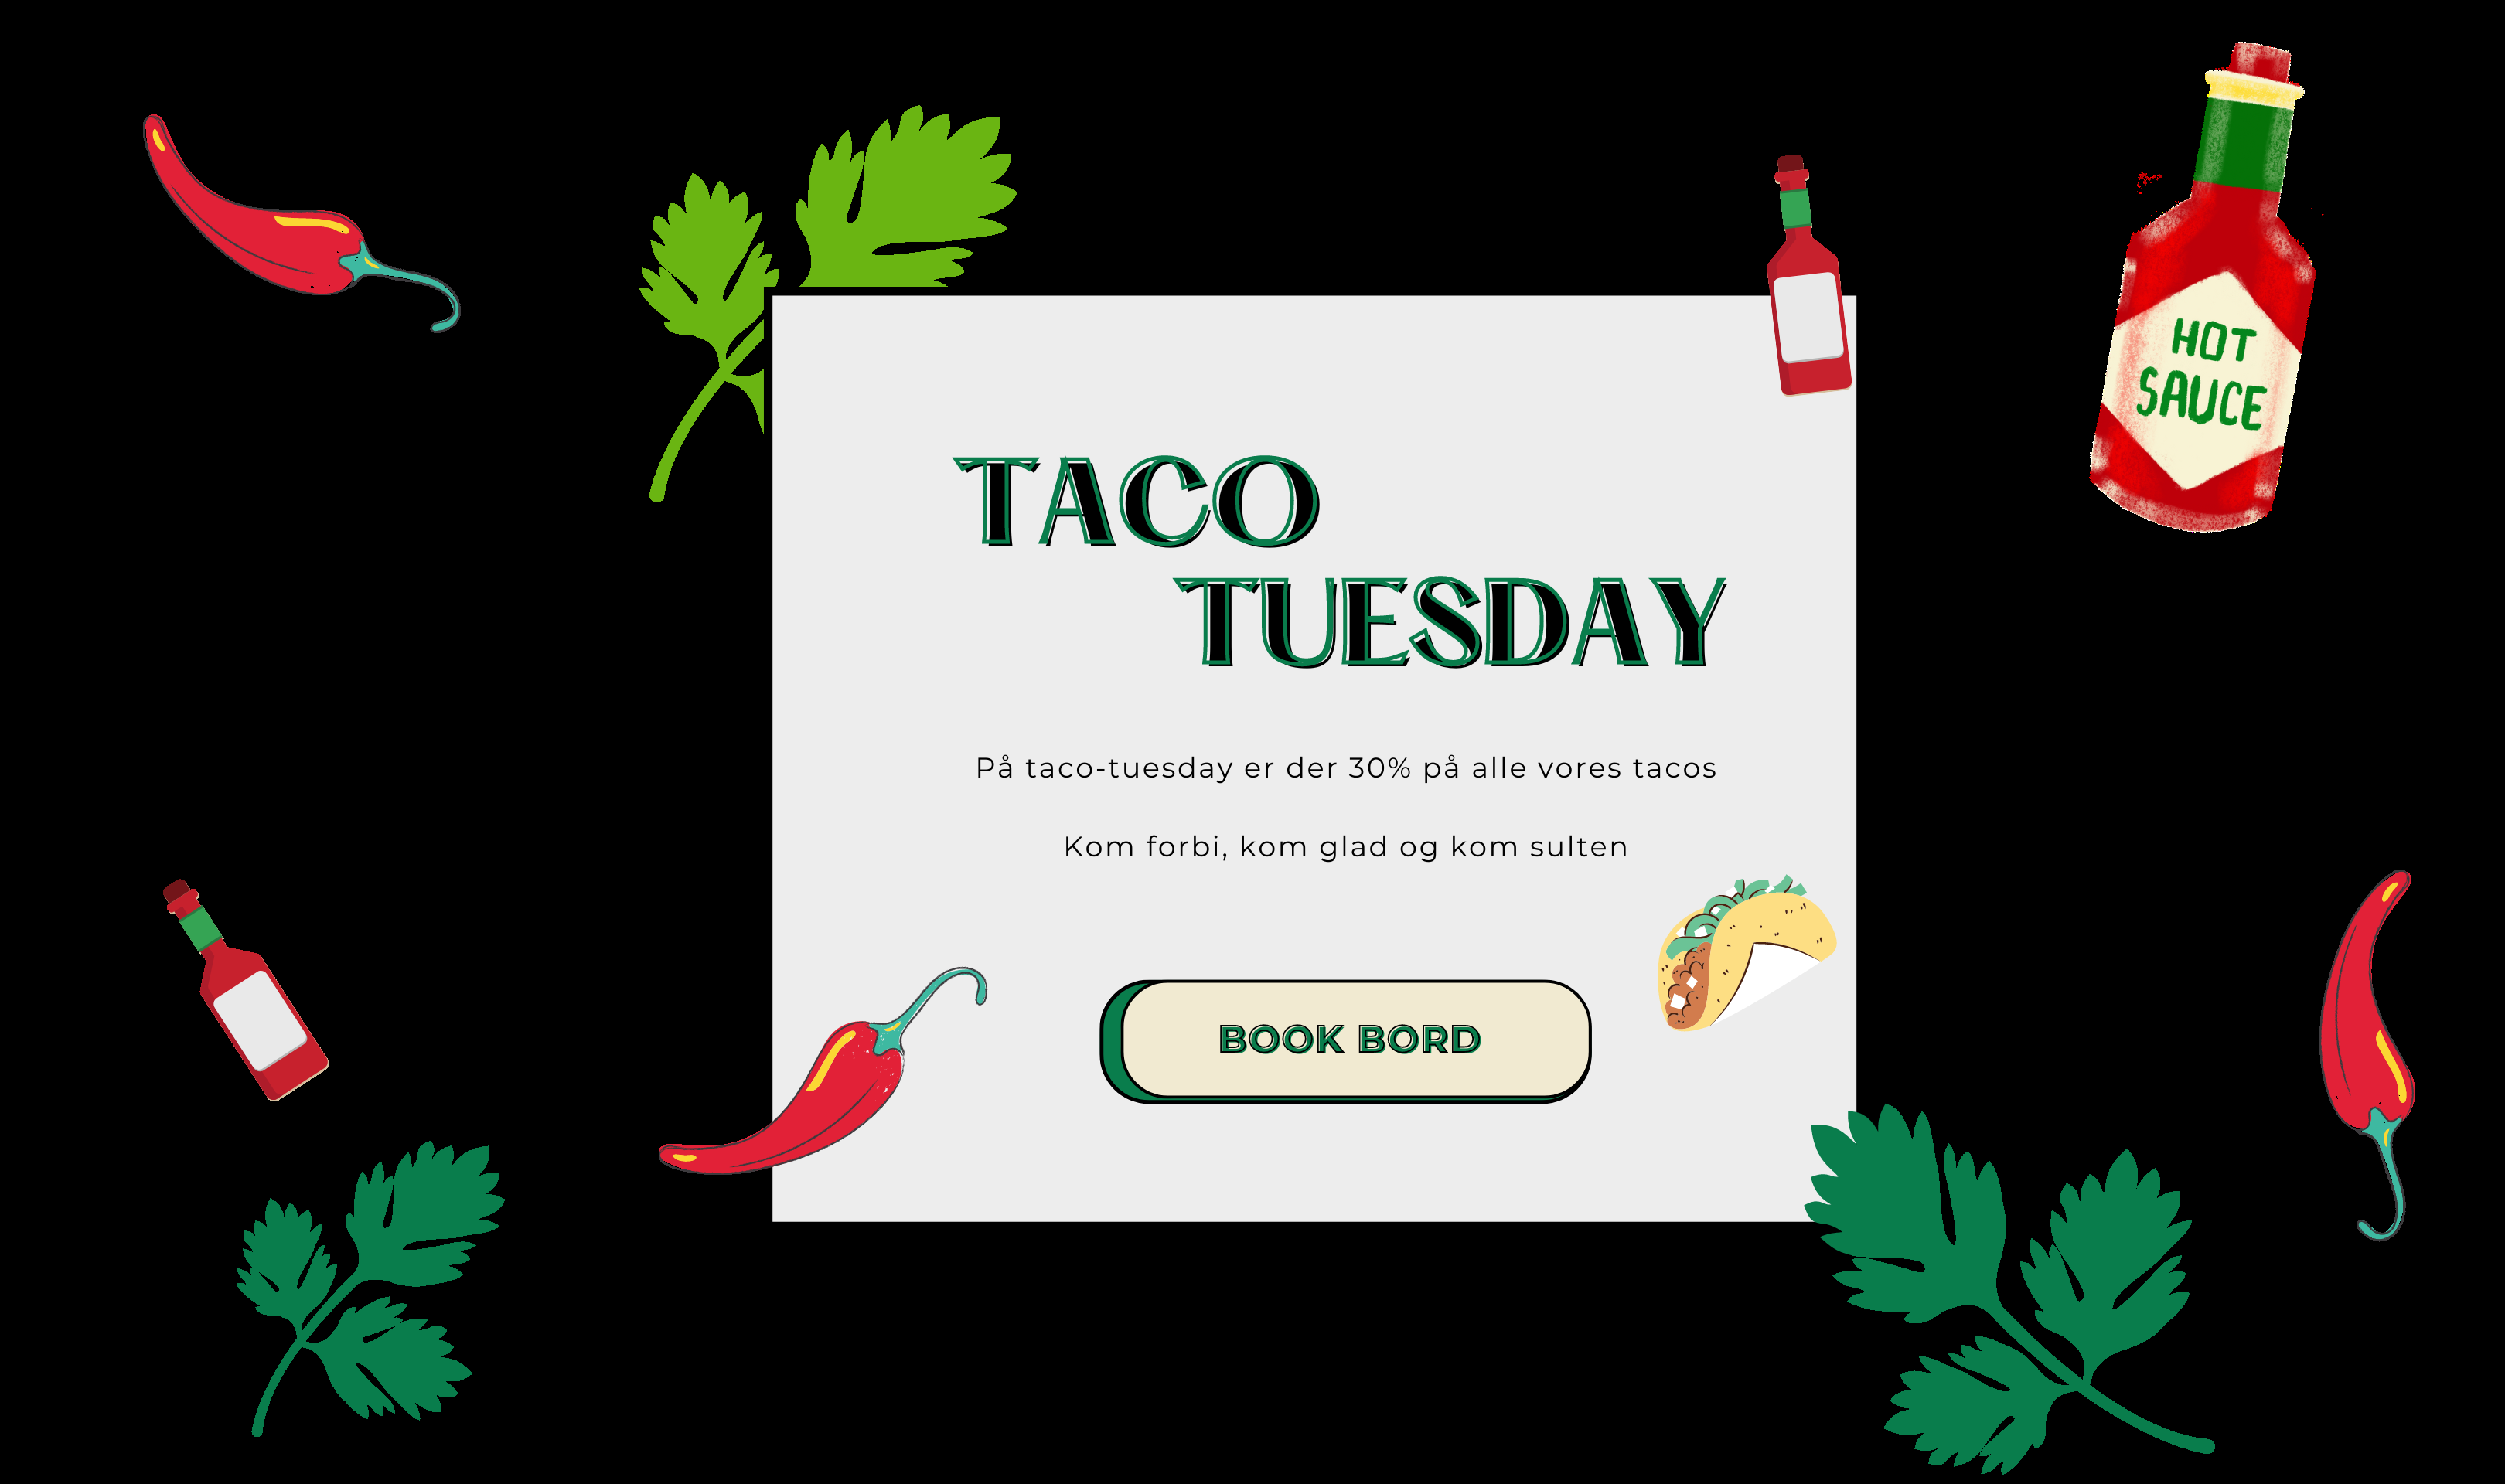 HOT
SAUCE
TACO
TUESDAY
På taco-tuesday er der 30% på alle vores tacos
Kom forbi, kom glad og kom sulten
BOOK BORD